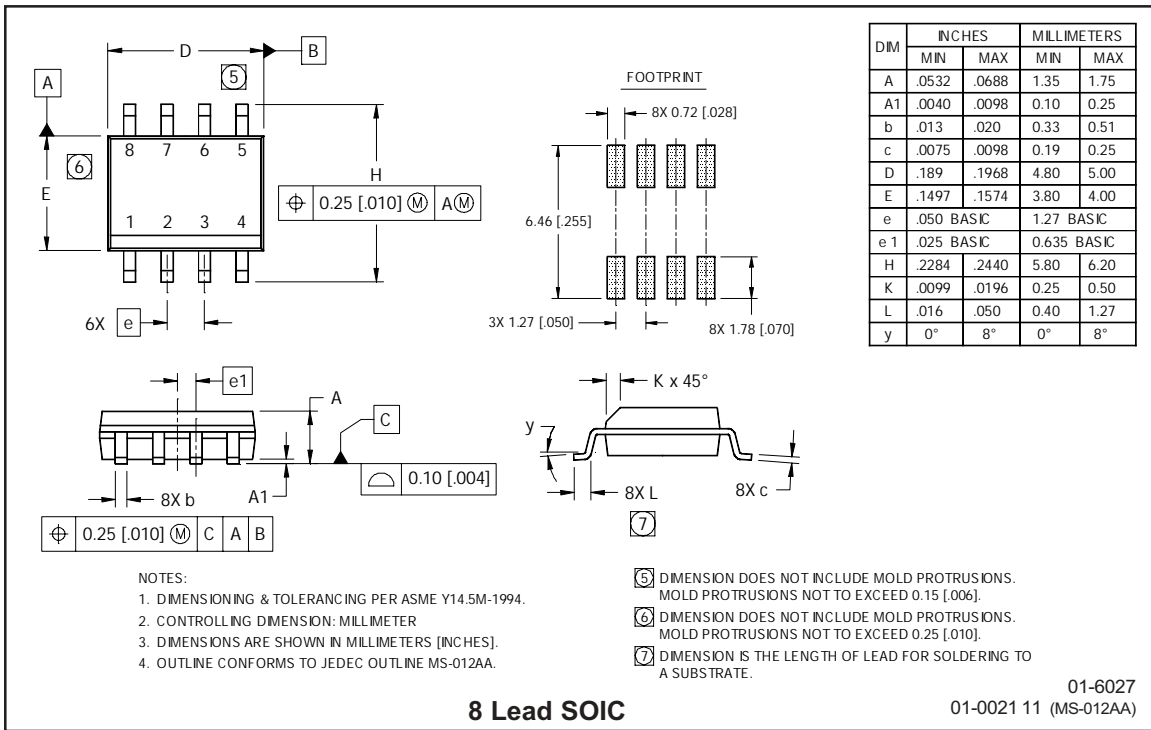 D
B
5
A
8 7 6 5
6
E
H
⌖ 0.25 [.010] Ⓜ A Ⓜ
1 2 3 4
6X e
FOOTPRINT
8X 0.72 [.028]
6.46 [.255]
3X 1.27 [.050]
8X 1.78 [.070]
DIM INCHES MILLIMETERS
MIN MAX MIN MAX
A .0532 .0688 1.35 1.75
A1 .0040 .0098 0.10 0.25
b .013 .020 0.33 0.51
c .0075 .0098 0.19 0.25
D .189 .1968 4.80 5.00
E .1497 .1574 3.80 4.00
e .050 BASIC 1.27 BASIC
e 1 .025 BASIC 0.635 BASIC
H .2284 .2440 5.80 6.20
K .0099 .0196 0.25 0.50
L .016 .050 0.40 1.27
y 0° 8° 0° 8°
e1
A
C
0.10 [.004]
8X b
A1
⌖ 0.25 [.010] Ⓜ C A B
K x 45°
y
8X L
8X c
7
NOTES:
1. DIMENSIONING & TOLERANCING PER ASME Y14.5M-1994.
2. CONTROLLING DIMENSION: MILLIMETER
3. DIMENSIONS ARE SHOWN IN MILLIMETERS [INCHES].
4. OUTLINE CONFORMS TO JEDEC OUTLINE MS-012AA.
5 DIMENSION DOES NOT INCLUDE MOLD PROTRUSIONS.
MOLD PROTRUSIONS NOT TO EXCEED 0.15 [.006].
6 DIMENSION DOES NOT INCLUDE MOLD PROTRUSIONS.
MOLD PROTRUSIONS NOT TO EXCEED 0.25 [.010].
7 DIMENSION IS THE LENGTH OF LEAD FOR SOLDERING TO
A SUBSTRATE.
8 Lead SOIC
01-6027
01-0021 11 (MS-012AA)